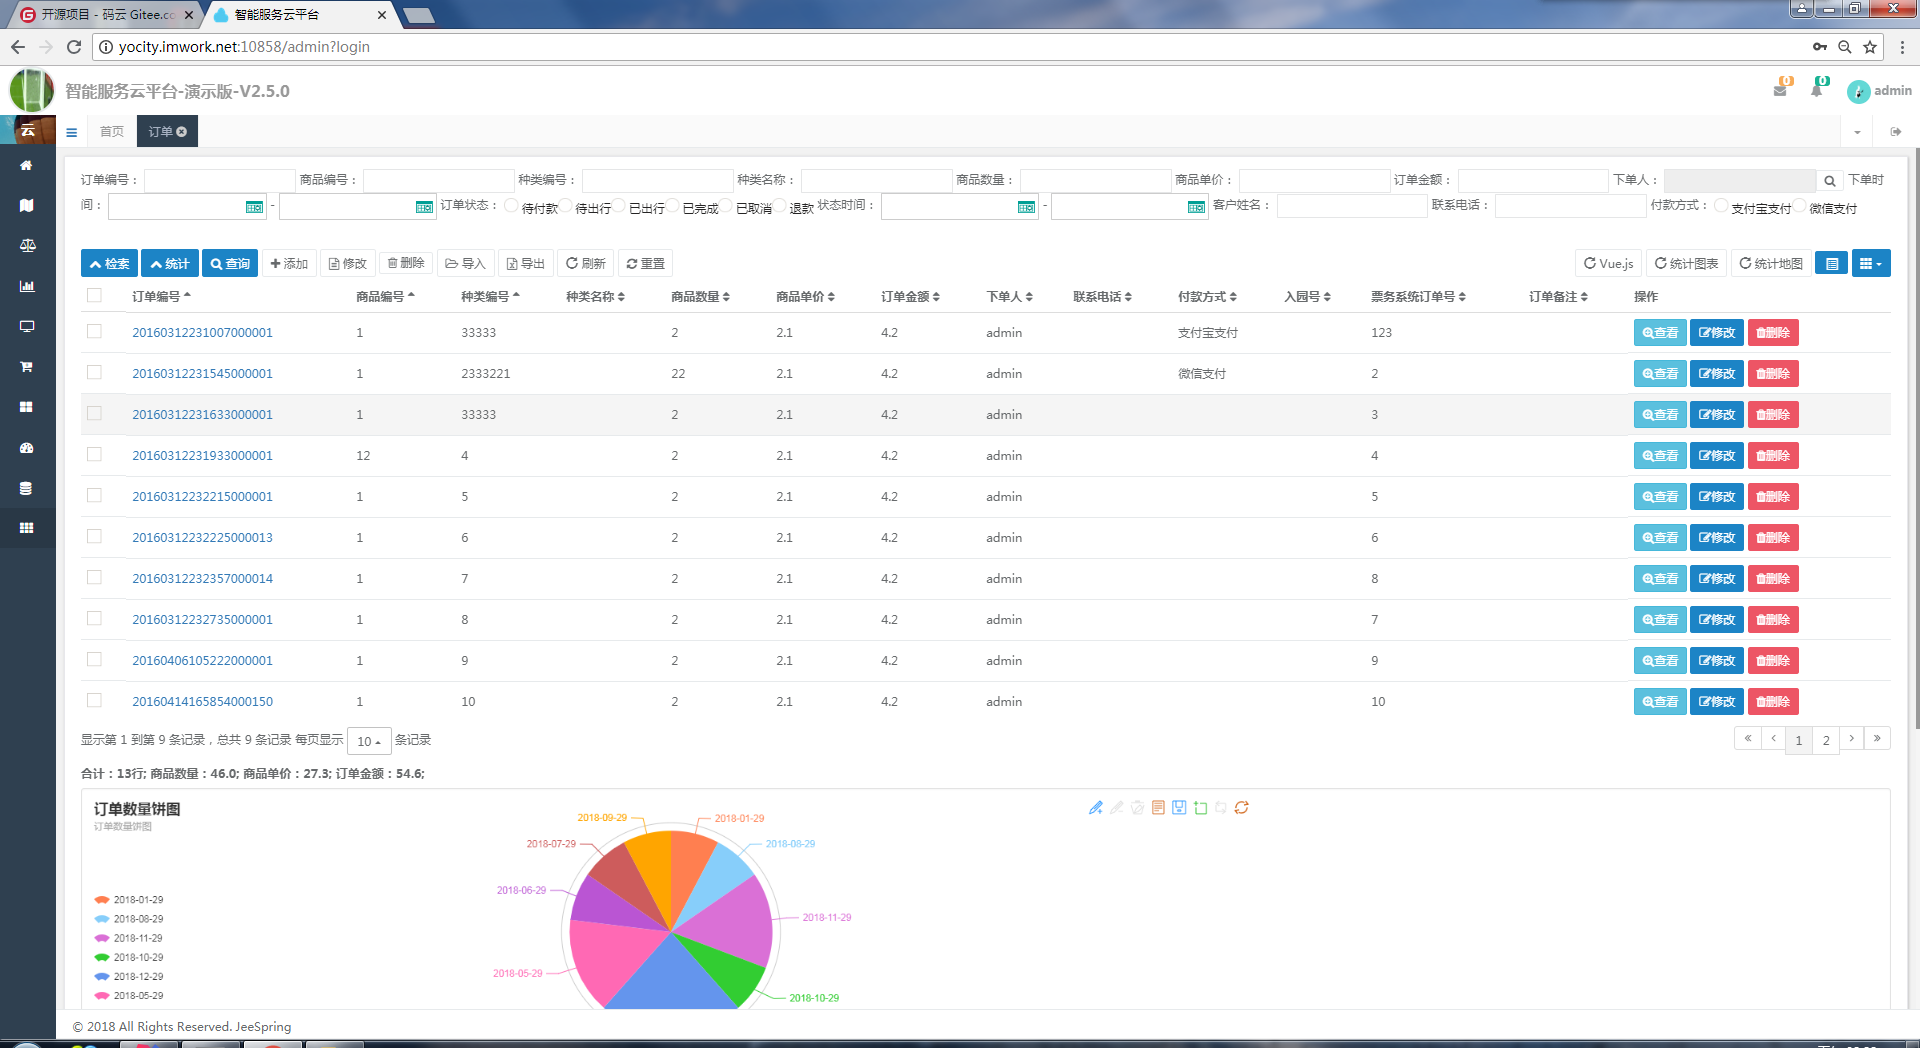 开源项目 - 码云 Gitee.co
智能服务云平台
yocity.imwork.net:10858/admin?login
智能服务云平台-演示版-V2.5.0
0
0
admin
云
首页
订单
订单编号： 商品编号： 种类编号： 种类名称： 商品数量： 商品单价： 订单金额： 下单人： 下单时
间： - 订单状态： 待付款 待出行 已出行 已完成 已取消 退款 状态时间： - 客户姓名： 联系电话： 付款方式： 支付宝支付 微信支付
检索 统计 查询 添加 修改 删除 导入 导出 刷新 重置 Vue.js 统计图表 统计地图
订单编号 商品编号 种类编号 种类名称 商品数量 商品单价 订单金额 下单人 联系电话 付款方式 入园号 票务系统订单号 订单备注 操作
20160312231007000001 1 33333 2 2.1 4.2 admin 支付宝支付 123 查看 修改 删除
20160312231545000001 1 2333221 22 2.1 4.2 admin 微信支付 2 查看 修改 删除
20160312231633000001 1 33333 2 2.1 4.2 admin 3 查看 修改 删除
20160312231933000001 12 4 2 2.1 4.2 admin 4 查看 修改 删除
20160312232215000001 1 5 2 2.1 4.2 admin 5 查看 修改 删除
20160312232225000013 1 6 2 2.1 4.2 admin 6 查看 修改 删除
20160312232357000014 1 7 2 2.1 4.2 admin 8 查看 修改 删除
20160312232735000001 1 8 2 2.1 4.2 admin 7 查看 修改 删除
20160406105222000001 1 9 2 2.1 4.2 admin 9 查看 修改 删除
20160414165854000150 1 10 2 2.1 4.2 admin 10 查看 修改 删除
显示第 1 到第 9 条记录，总共 9 条记录 每页显示 10 条记录
« ‹ 1 2 › »
合计：13行; 商品数量：46.0; 商品单价：27.3; 订单金额：54.6;
订单数量饼图
订单数量饼图
2018-09-29
2018-01-29
2018-07-29
2018-08-29
2018-06-29
2018-11-29
2018-05-29
2018-10-29
2018-01-29
2018-08-29
2018-11-29
2018-10-29
2018-12-29
2018-05-29
© 2018 All Rights Reserved. JeeSpring